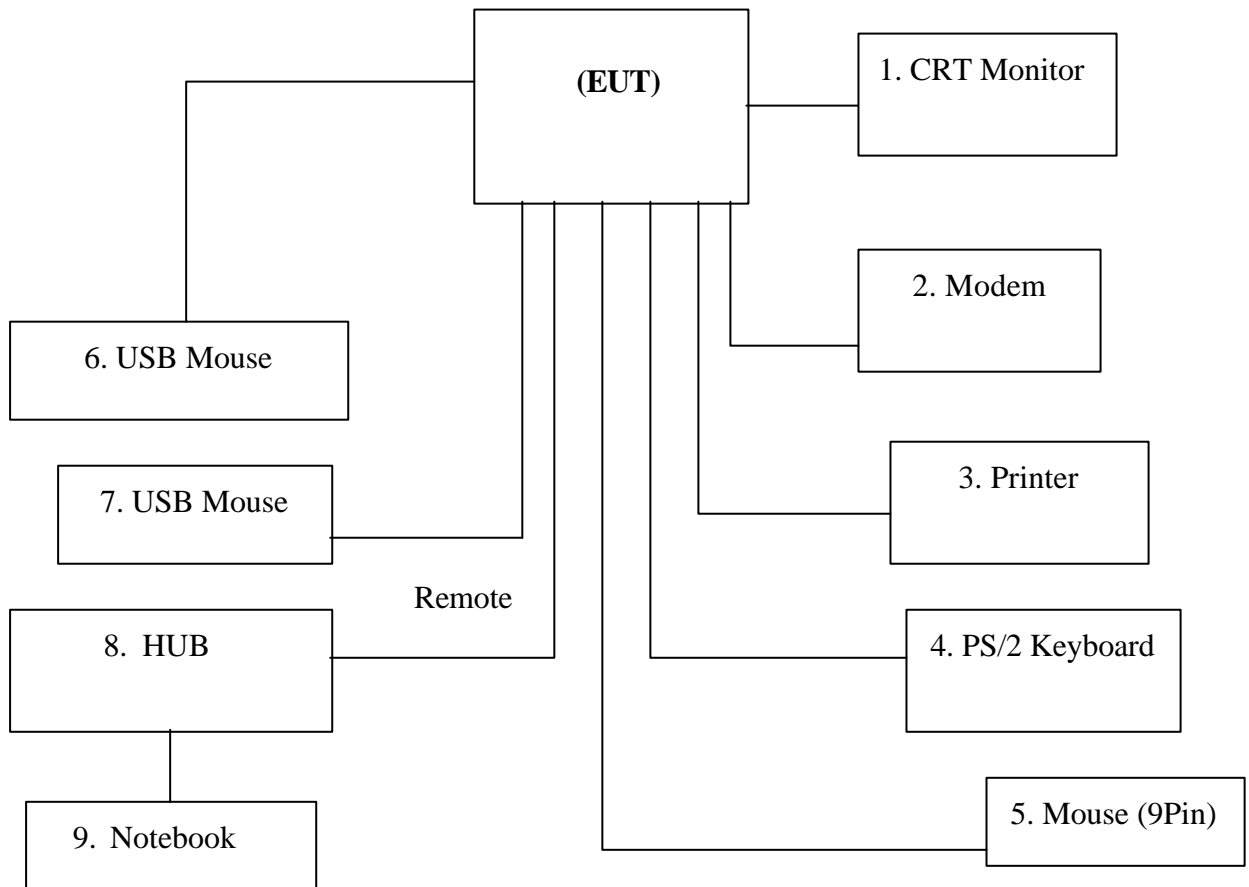 (EUT)
1. CRT Monitor
2. Modem
6. USB Mouse
3. Printer
7. USB Mouse
Remote
8. HUB
4. PS/2 Keyboard
5. Mouse (9Pin)
9. Notebook